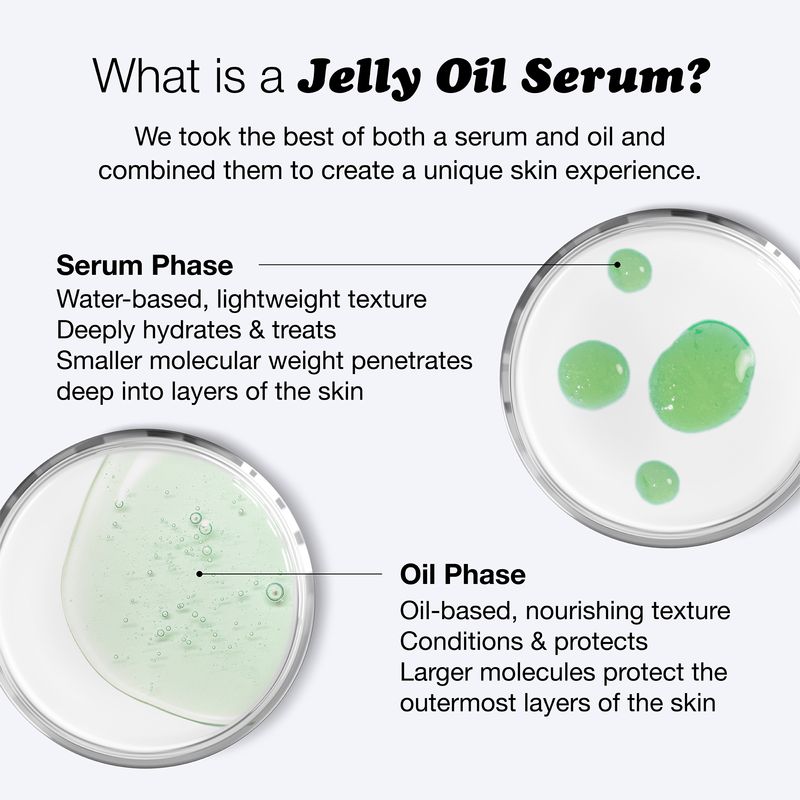 What is a Jelly Oil Serum?
We took the best of both a serum and oil and
combined them to create a unique skin experience.
Serum Phase
Water-based, lightweight texture
Deeply hydrates & treats
Smaller molecular weight penetrates
deep into layers of the skin
Oil Phase
Oil-based, nourishing texture
Conditions & protects
Larger molecules protect the
outermost layers of the skin